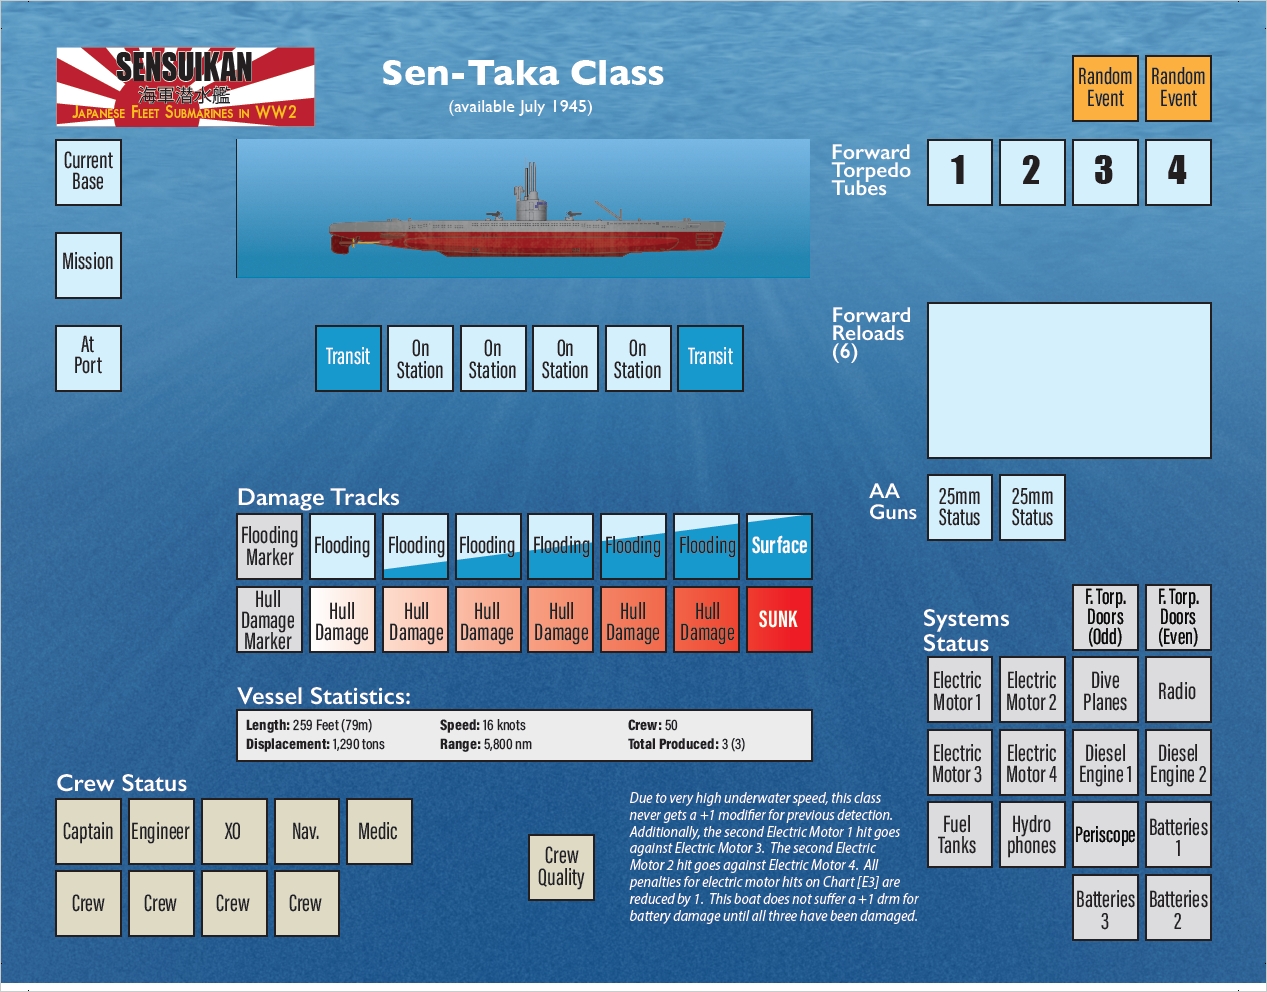 SENSUIKAN
海軍潜水艦
JAPANESE FLEET SUBMARINES IN WW2
Sen-Taka Class
(available July 1945)
Random
Event
Random
Event
Current
Base
Mission
At
Port
Forward
Torpedo
Tubes
1
2
3
4
Forward
Reloads
(6)
Transit
On
Station
On
Station
On
Station
On
Station
Transit
AA
Guns
25mm
Status
25mm
Status
Damage Tracks
Flooding
Marker
Flooding
Flooding
Flooding
Flooding
Flooding
Flooding
Surface
Hull
Damage
Marker
Hull
Damage
Hull
Damage
Hull
Damage
Hull
Damage
Hull
Damage
Hull
Damage
SUNK
Systems
Status
F. Torp.
Doors
(Odd)
F. Torp.
Doors
(Even)
Electric
Motor 1
Electric
Motor 2
Dive
Planes
Radio
Electric
Motor 3
Electric
Motor 4
Diesel
Engine 1
Diesel
Engine 2
Fuel
Tanks
Hydro
phones
Periscope
Batteries
1
Batteries
3
Batteries
2
Vessel Statistics:
Length: 259 Feet (79m) Speed: 16 knots Crew: 50
Displacement: 1,290 tons Range: 5,800 nm Total Produced: 3 (3)
Crew Status
Captain
Engineer
XO
Nav.
Medic
Crew
Crew
Crew
Crew
Crew
Quality
Due to very high underwater speed, this class
never gets a +1 modifier for previous detection.
Additionally, the second Electric Motor 1 hit goes
against Electric Motor 3. The second Electric
Motor 2 hit goes against Electric Motor 4. All
penalties for electric motor hits on Chart [E3] are
reduced by 1. This boat does not suffer a +1 drm for
battery damage until all three have been damaged.